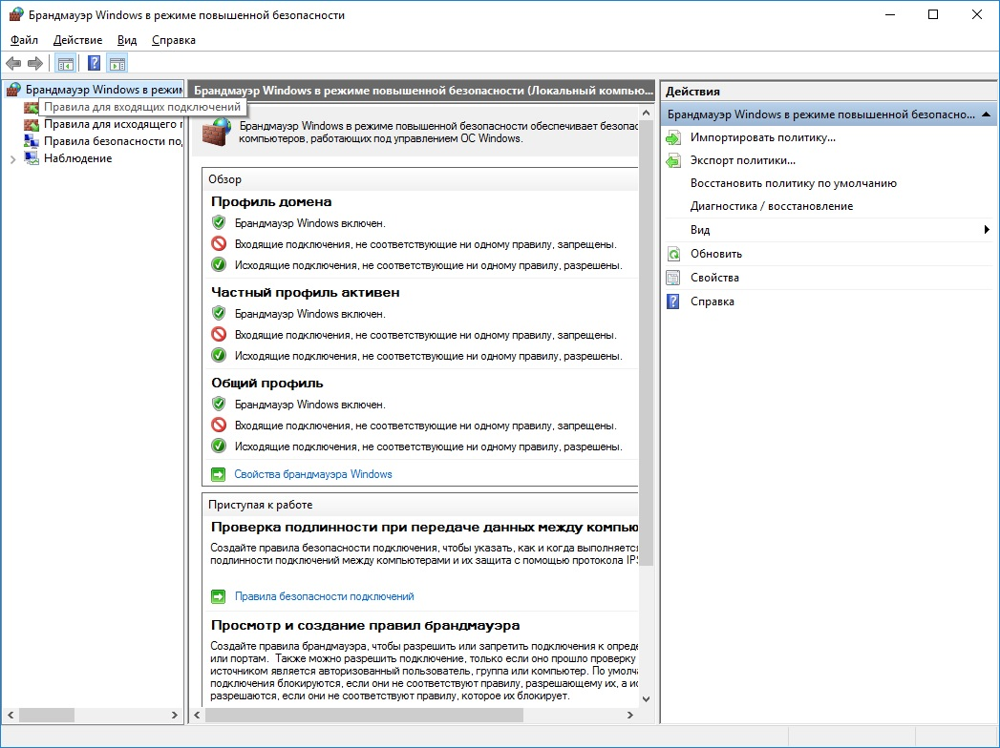 Брандмауэр Windows в режиме повышенной безопасности
Файл Действие Вид Справка
Брандмауэр Windows в режим
Правила для входящих подключений
Правила для исходящего п
Правила безопасности по,
Наблюдение
Брандмауэр Windows в режиме повышенной безопасности (Локальный компью...
Брандмауэр Windows в режиме повышенной безопасности обеспечивает безопас
компьютеров, работающих под управлением ОС Windows.
Обзор
Профиль домена
Брандмауэр Windows включен.
Входящие подключения, не соответствующие ни одному правилу, запрещены.
Исходящие подключения, не соответствующие ни одному правилу, разрешены.
Частный профиль активен
Брандмауэр Windows включен.
Входящие подключения, не соответствующие ни одному правилу, запрещены.
Исходящие подключения, не соответствующие ни одному правилу, разрешены.
Общий профиль
Брандмауэр Windows включен.
Входящие подключения, не соответствующие ни одному правилу, запрещены.
Исходящие подключения, не соответствующие ни одному правилу, разрешены.
Свойства брандмауэра Windows
Приступая к работе
Проверка подлинности при передаче данных между компью
Создайте правила безопасности подключения, чтобы указать, как и когда выполняется
подлинности подключений между компьютерами и их защита с помощью протокола IPS
Правила безопасности подключений
Просмотр и создание правил брандмауэра
Создайте правила брандмауэра, чтобы разрешить или запретить подключения к опреде
или портам. Также можно разрешить подключение, только если оно прошло проверку
источником является авторизованный пользователь, группа или компьютер. По умолча
подключения блокируются, если они не соответствуют правилу, разрешающему их, а ис
разрешаются, если они не соответствуют правилу, которое их блокирует.
Действия
Брандмауэр Windows в режиме повышенной безопасно...
Импортировать политику...
Экспорт политики...
Восстановить политику по умолчанию
Диагностика / восстановление
Вид
Обновить
Свойства
Справка